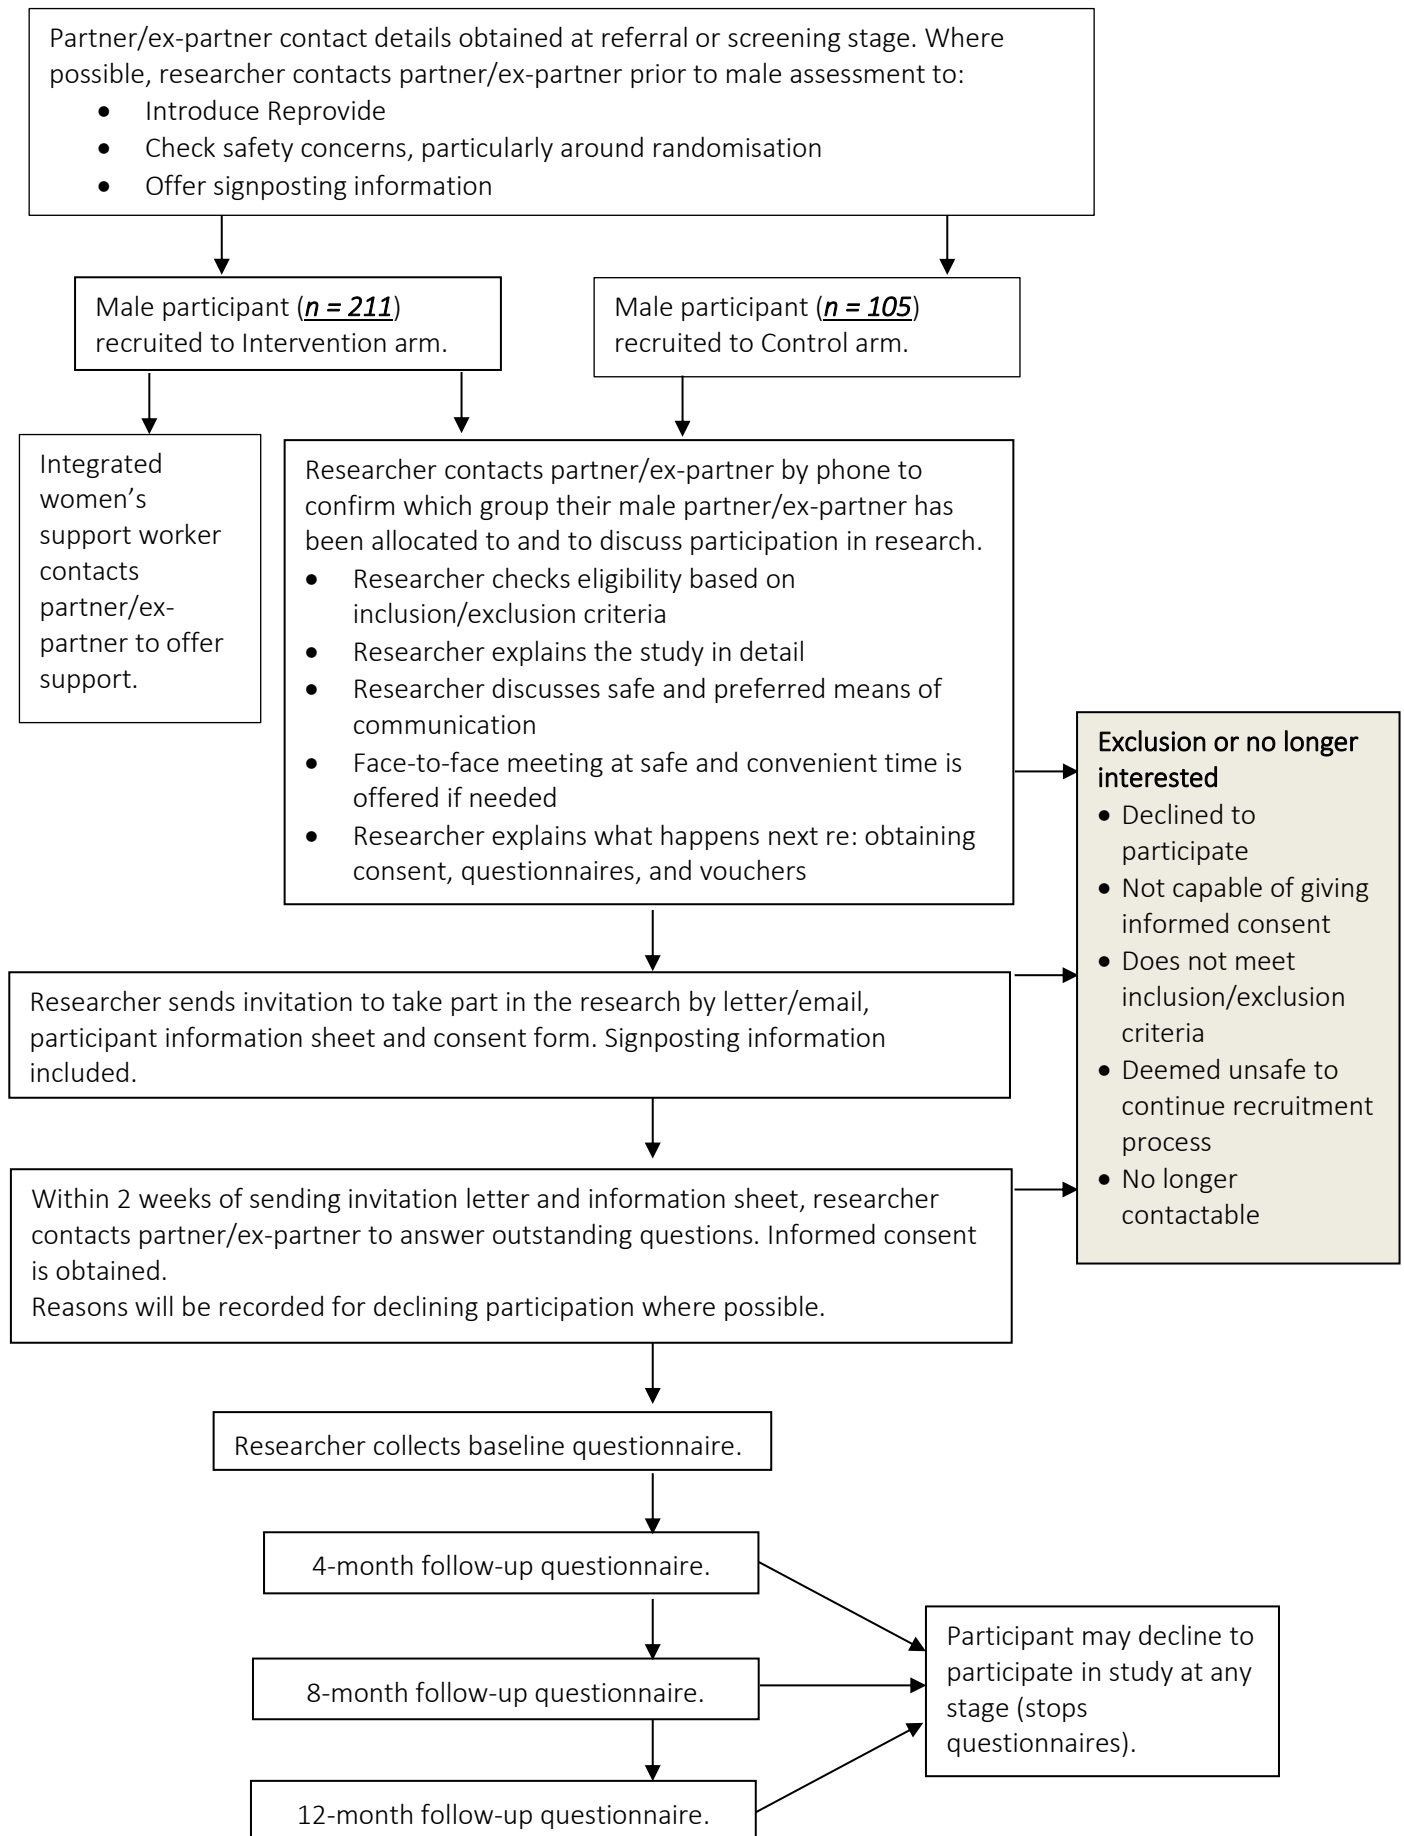 Partner/ex-partner contact details obtained at referral or screening stage. Where
possible, researcher contacts partner/ex-partner prior to male assessment to:
• Introduce Reprovide
• Check safety concerns, particularly around randomisation
• Offer signposting information
Male participant (n = 211)
recruited to Intervention arm.
Male participant (n = 105)
recruited to Control arm.
Integrated
women’s
support worker
contacts
partner/ex-
partner to offer
support.
Researcher contacts partner/ex-partner by phone to
confirm which group their male partner/ex-partner has
been allocated to and to discuss participation in research.
• Researcher checks eligibility based on
inclusion/exclusion criteria
• Researcher explains the study in detail
• Researcher discusses safe and preferred means of
communication
• Face-to-face meeting at safe and convenient time is
offered if needed
• Researcher explains what happens next re: obtaining
consent, questionnaires, and vouchers
Exclusion or no longer
interested
• Declined to
participate
• Not capable of giving
informed consent
• Does not meet
inclusion/exclusion
criteria
• Deemed unsafe to
continue recruitment
process
• No longer
contactable
Researcher sends invitation to take part in the research by letter/email,
participant information sheet and consent form. Signposting information
included.
Within 2 weeks of sending invitation letter and information sheet, researcher
contacts partner/ex-partner to answer outstanding questions. Informed consent
is obtained.
Reasons will be recorded for declining participation where possible.
Researcher collects baseline questionnaire.
4-month follow-up questionnaire.
8-month follow-up questionnaire.
12-month follow-up questionnaire.
Participant may decline to
participate in study at any
stage (stops
questionnaires).